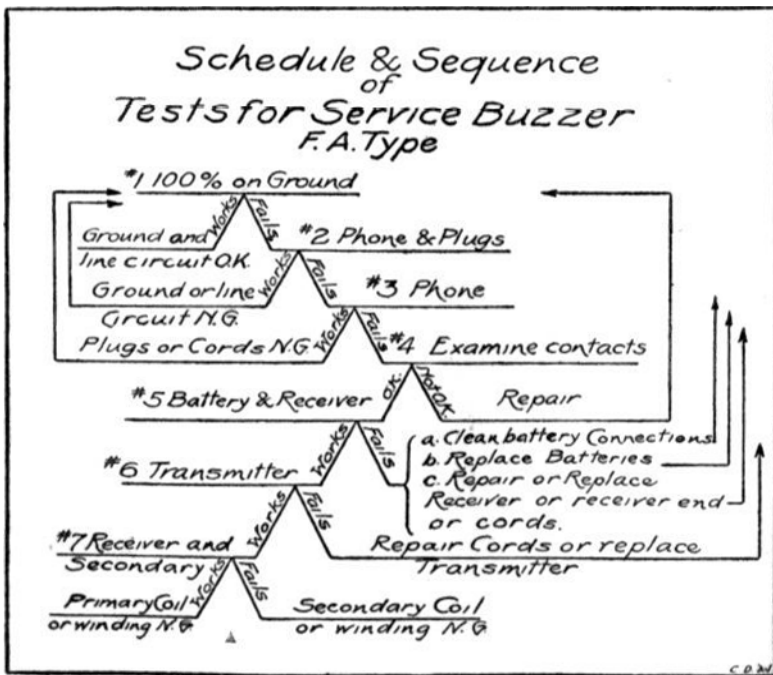 Schedule & Sequence
of
Tests for Service Buzzer
F.A. Type
#1 100% on Ground
Works
Fails
Ground and
line circuit O.K.
#2 Phone & Plugs
Works
Fails
Ground or line
Circuit N.G.
#3 Phone
Works
Fails
Plugs or Cords N.G.
#4 Examine contacts
O.K.
Not O.K.
#5 Battery & Receiver
Repair
Works
Fails
a. Clean battery Connections
b. Replace Batteries
c. Repair or Replace
Receiver or receiver end
or cords.
#6 Transmitter
Works
Fails
Repair Cords or replace
Transmitter
#7 Receiver and
Secondary
Works
Fails
Primary Coil
or winding N.G.
Secondary Coil
or winding N.G.
C.D.